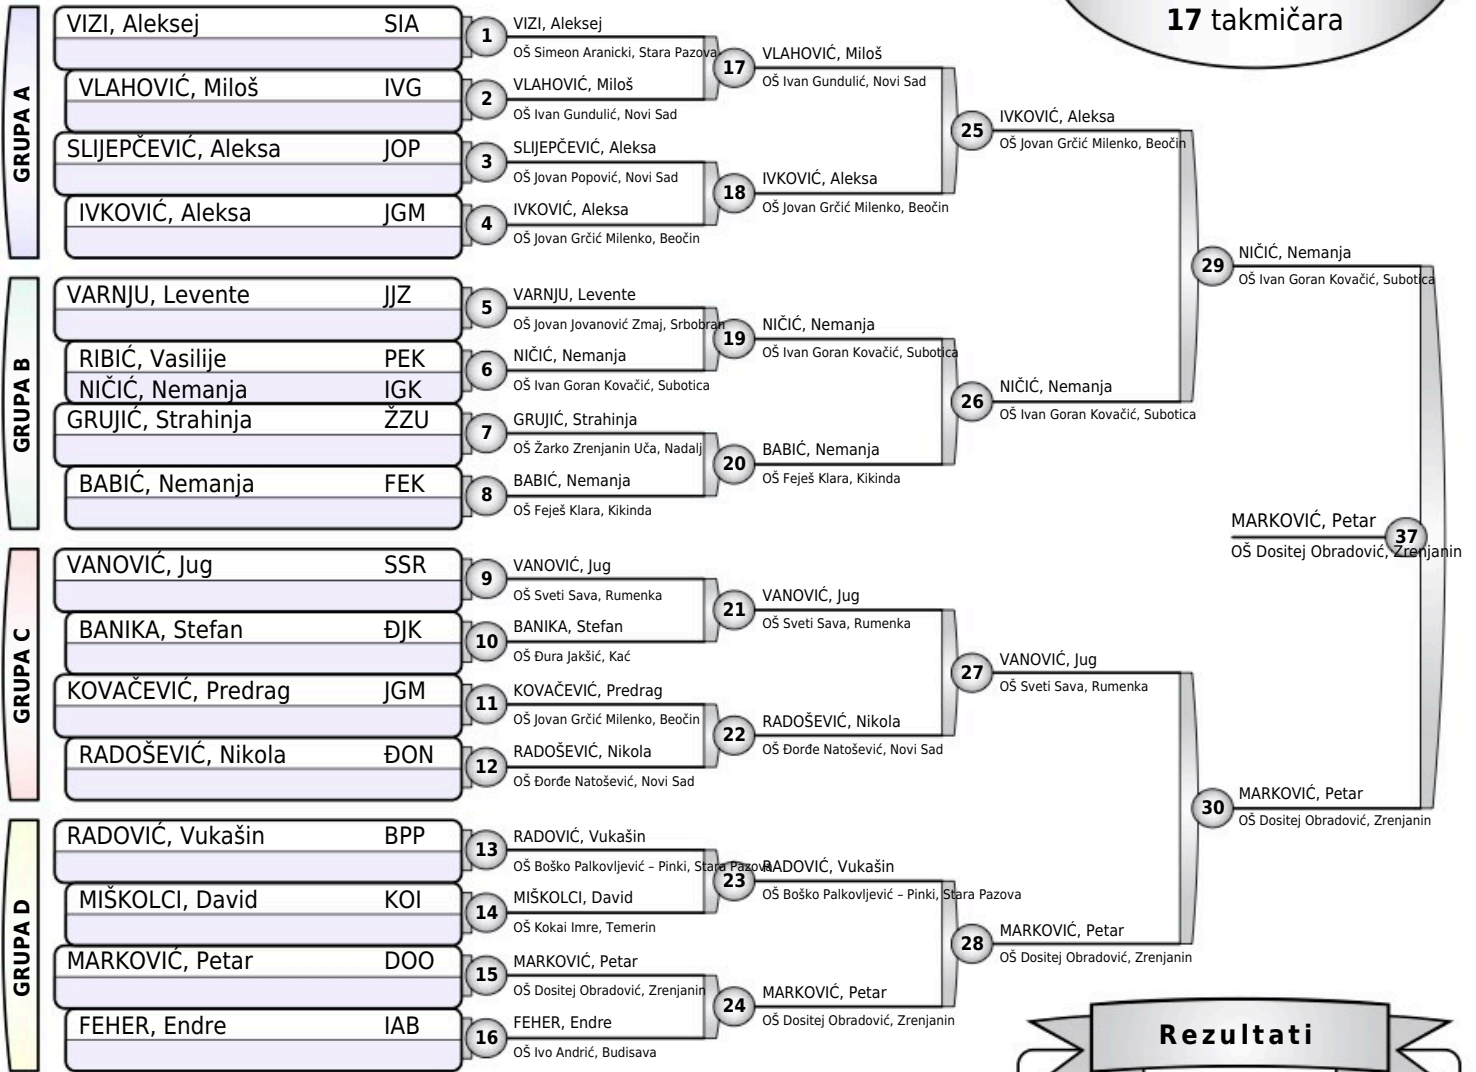 17 takmičara
GRUPA A
VIZI, Aleksej SIA
VLAHOVIĆ, Miloš IVG
SLIJEPČEVIĆ, Aleksa JOP
IVKOVIĆ, Aleksa JGM
GRUPA B
VARNJU, Levente JJZ
RIBIĆ, Vasilije PEK
NIČIĆ, Nemanja IGK
GRUJIĆ, Strahinja ŽZU
BABIĆ, Nemanja FEK
GRUPA C
VANOVIĆ, Jug SSR
BANIKA, Stefan ĐJK
KOVAČEVIĆ, Predrag JGM
RADOŠEVIĆ, Nikola ĐON
GRUPA D
RADOVIĆ, Vukašin BPP
MIŠKOLCI, David KOI
MARKOVIĆ, Petar DOO
FEHER, Endre IAB
1 VIZI, Aleksej
OŠ Simeon Aranicki, Stara Pazova
2 VLAHOVIĆ, Miloš
OŠ Ivan Gundulić, Novi Sad
3 SLIJEPČEVIĆ, Aleksa
OŠ Jovan Popović, Novi Sad
4 IVKOVIĆ, Aleksa
OŠ Jovan Grčić Milenko, Beočin
5 VARNJU, Levente
OŠ Jovan Jovanović Zmaj, Srbobran
6 NIČIĆ, Nemanja
OŠ Ivan Goran Kovačić, Subotica
7 GRUJIĆ, Strahinja
OŠ Žarko Zrenjanin Uča, Nadalj
8 BABIĆ, Nemanja
OŠ Feješ Klara, Kikinda
9 VANOVIĆ, Jug
OŠ Sveti Sava, Rumenka
10 BANIKA, Stefan
OŠ Đura Jakšić, Kać
11 KOVAČEVIĆ, Predrag
OŠ Jovan Grčić Milenko, Beočin
12 RADOŠEVIĆ, Nikola
OŠ Đorđe Natošević, Novi Sad
13 RADOVIĆ, Vukašin
OŠ Boško Palkovljević – Pinki, Stara Pazova
14 MIŠKOLCI, David
OŠ Kokai Imre, Temerin
15 MARKOVIĆ, Petar
OŠ Dositej Obradović, Zrenjanin
16 FEHER, Endre
OŠ Ivo Andrić, Budisava
17 VLAHOVIĆ, Miloš
OŠ Ivan Gundulić, Novi Sad
18 IVKOVIĆ, Aleksa
OŠ Jovan Grčić Milenko, Beočin
19 NIČIĆ, Nemanja
OŠ Ivan Goran Kovačić, Subotica
20 BABIĆ, Nemanja
OŠ Feješ Klara, Kikinda
21 VANOVIĆ, Jug
OŠ Sveti Sava, Rumenka
22 RADOŠEVIĆ, Nikola
OŠ Đorđe Natošević, Novi Sad
23 RADOVIĆ, Vukašin
OŠ Boško Palkovljević – Pinki, Stara Pazova
24 MARKOVIĆ, Petar
OŠ Dositej Obradović, Zrenjanin
25 IVKOVIĆ, Aleksa
OŠ Jovan Grčić Milenko, Beočin
26 NIČIĆ, Nemanja
OŠ Ivan Goran Kovačić, Subotica
27 VANOVIĆ, Jug
OŠ Sveti Sava, Rumenka
28 MARKOVIĆ, Petar
OŠ Dositej Obradović, Zrenjanin
29 NIČIĆ, Nemanja
OŠ Ivan Goran Kovačić, Subotica
30 MARKOVIĆ, Petar
OŠ Dositej Obradović, Zrenjanin
MARKOVIĆ, Petar 37
OŠ Dositej Obradović, Zrenjanin
Rezultati